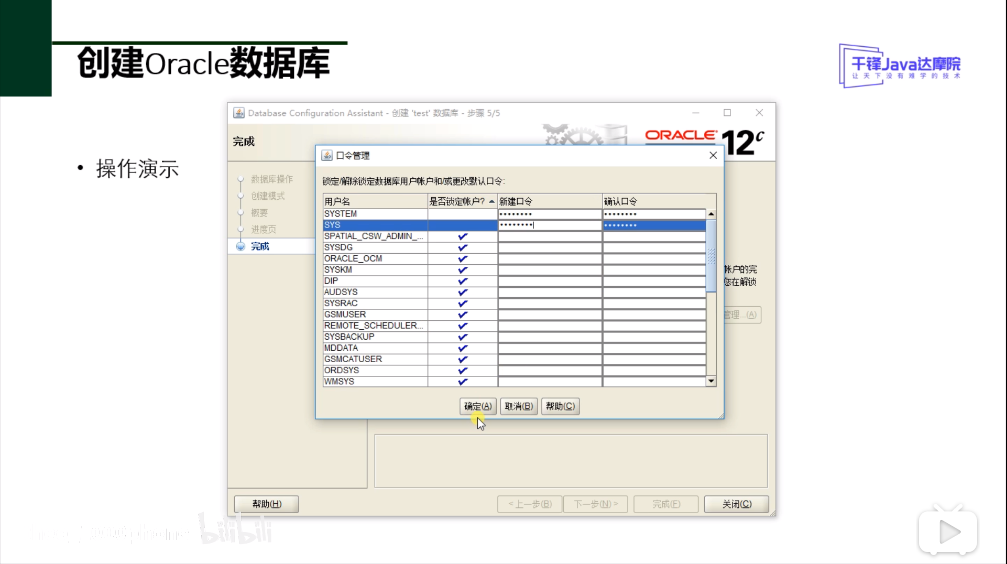 创建Oracle数据库
千锋Java达摩院
让天下没有难学的技术
• 操作演示
Database Configuration Assistant - 创建 'test' 数据库 - 步骤 5/5
完成
ORACLE 12c
数据库操作
创建模式
概要
进度页
完成
口令管理
锁定/解除锁定数据库用户帐户和/或更改默认口令:
用户名 是否锁定帐户? 新建口令 确认口令
SYSTEM •••••••• ••••••••
SYS •••••••• ••••••••
SPATIAL_CSW_ADMIN_...
SYSDG
ORACLE_OCM
SYSKM
DIP
AUDSYS
SYSRAC
GSMUSER
REMOTE_SCHEDULER...
SYSBACKUP
MDDATA
GSMCATUSER
ORDSYS
WMSYS
确定(A) 取消(B) 帮助(C)
帐户的完
您在解锁
管理...(A)
帮助(H) <上一步(B) 下一步(N)> 完成(F) 关闭(C)
bilibili